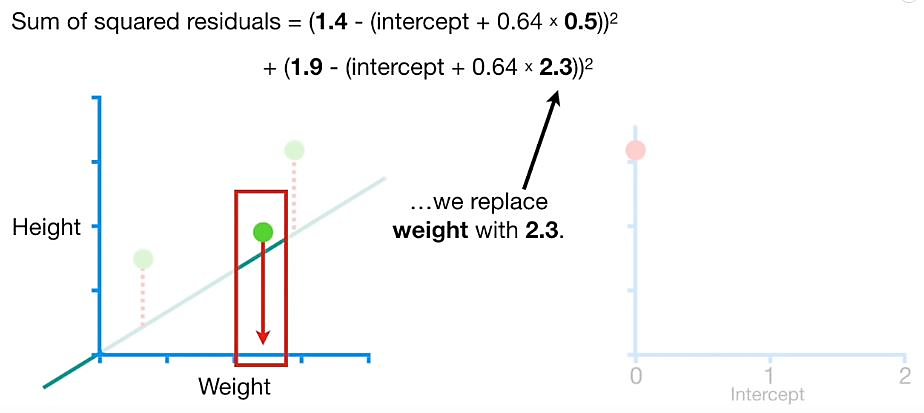 Sum of squared residuals = (1.4 - (intercept + 0.64 × 0.5))²
+ (1.9 - (intercept + 0.64 × 2.3))²
…we replace
weight with 2.3.
Height
Weight
0
1
2
Intercept